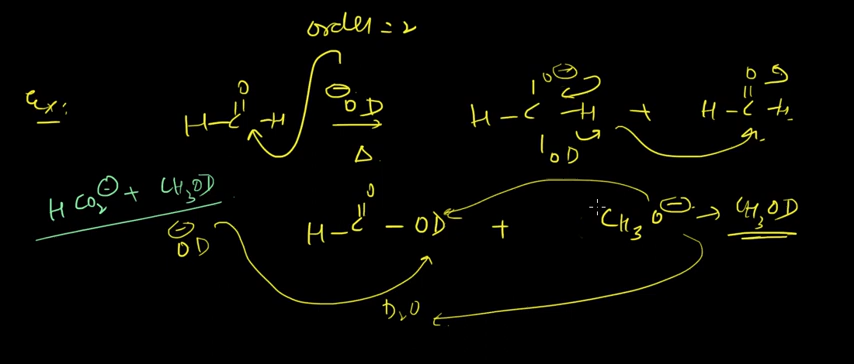 order = 2
Ex:
H-C(=O)-H ⊖OD Δ → H-C(O⊖)(OD)-H + H-C(=O)-H
HCO₂⊖ + CH₃OD
⊖OD H-C(=O)-OD + CH₃O⊖ → CH₃OD
D₂O